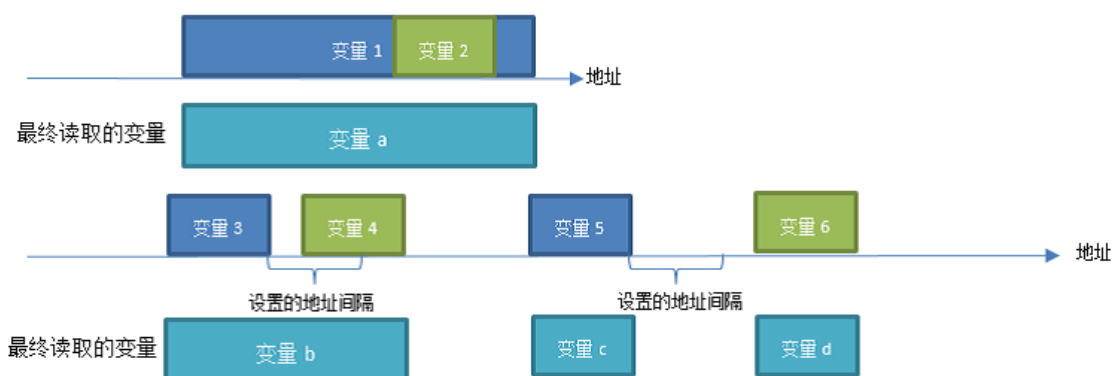 变量 1
变量 2
地址
最终读取的变量
变量 a
变量 3
变量 4
变量 5
变量 6
地址
设置的地址间隔
设置的地址间隔
最终读取的变量
变量 b
变量 c
变量 d